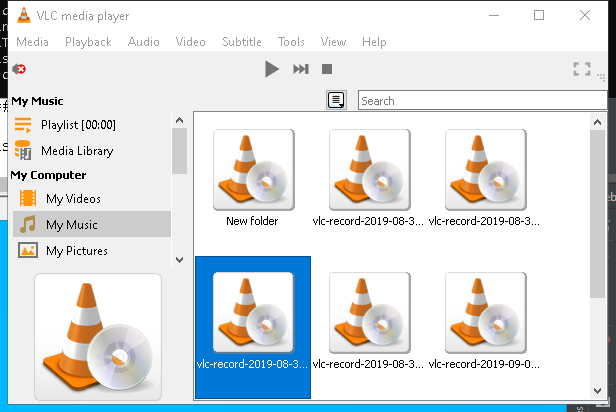 VLC media player
Media Playback Audio Video Subtitle Tools View Help
Search
My Music
Playlist [00:00]
Media Library
My Computer
My Videos
My Music
My Pictures
New folder
vlc-record-2019-08-3...
vlc-record-2019-08-3...
vlc-record-2019-08-3...
vlc-record-2019-08-3...
vlc-record-2019-09-0...